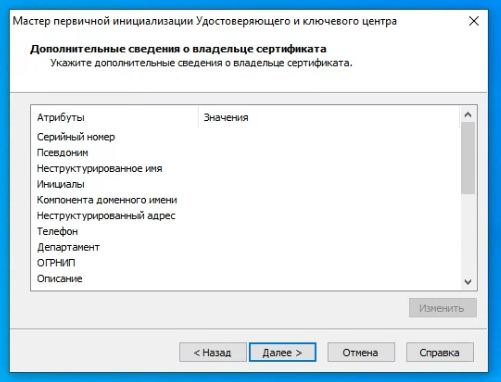 Мастер первичной инициализации Удостоверяющего и ключевого центра
Дополнительные сведения о владельце сертификата
Укажите дополнительные сведения о владельце сертификата.
Атрибуты Значения
Серийный номер
Псевдоним
Неструктурированное имя
Инициалы
Компонента доменного имени
Неструктурированный адрес
Телефон
Департамент
ОГРНИП
Описание
Изменить
< Назад Далее > Отмена Справка